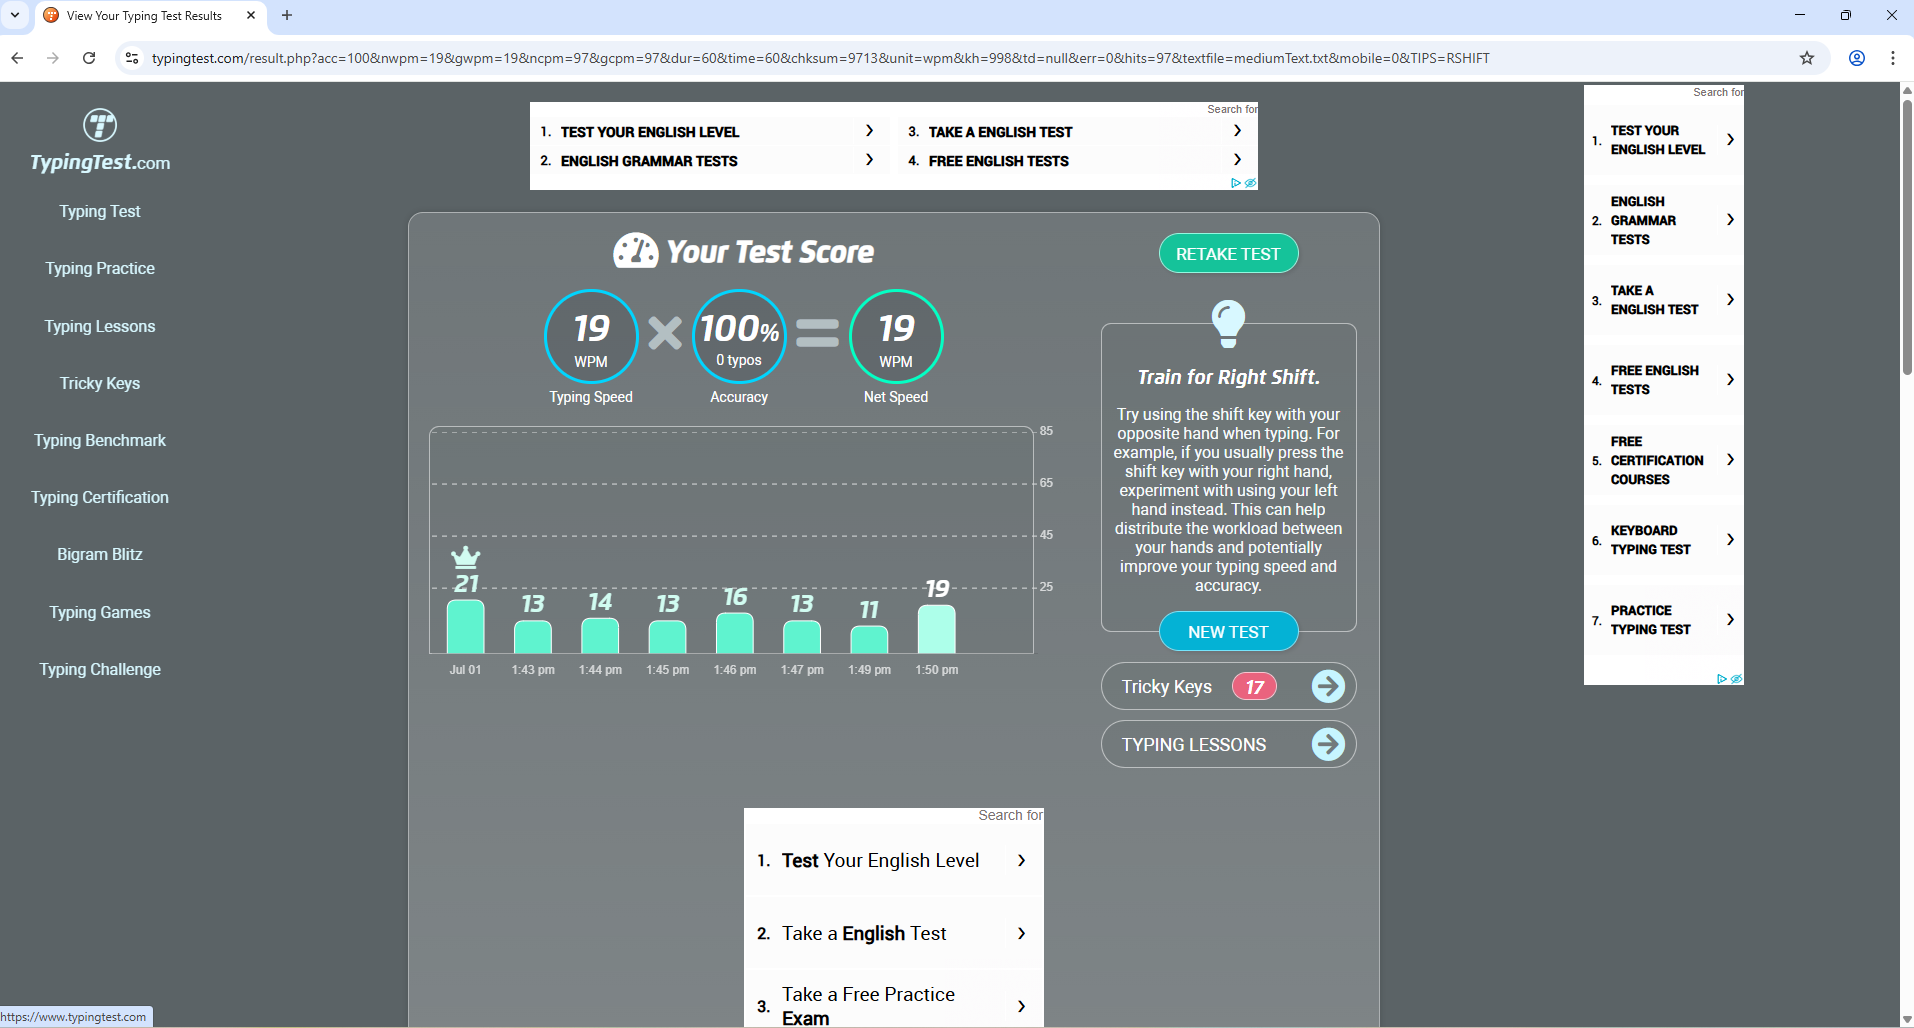 View Your Typing Test Results
typingtest.com/result.php?acc=100&nwpm=19&gwpm=19&ncpm=97&gcpm=97&dur=60&time=60&chksum=9713&unit=wpm&kh=998&td=null&err=0&hits=97&textfile=mediumText.txt&mobile=0&TIPS=RSHIFT
TypingTest.com
Typing Test
Typing Practice
Typing Lessons
Tricky Keys
Typing Benchmark
Typing Certification
Bigram Blitz
Typing Games
Typing Challenge
Search for
1. TEST YOUR ENGLISH LEVEL
2. ENGLISH GRAMMAR TESTS
3. TAKE A ENGLISH TEST
4. FREE ENGLISH TESTS
Your Test Score
19
WPM
Typing Speed
100%
0 typos
Accuracy
19
WPM
Net Speed
85
65
45
25
21
13
14
13
16
13
11
19
Jul 01
1:43 pm
1:44 pm
1:45 pm
1:46 pm
1:47 pm
1:49 pm
1:50 pm
RETAKE TEST
Train for Right Shift.
Try using the shift key with your
opposite hand when typing. For
example, if you usually press the
shift key with your right hand,
experiment with using your left
hand instead. This can help
distribute the workload between
your hands and potentially
improve your typing speed and
accuracy.
NEW TEST
Tricky Keys 17
TYPING LESSONS
Search for
1. Test Your English Level
2. Take a English Test
3. Take a Free Practice
Exam
Search for
1. TEST YOUR
ENGLISH LEVEL
2. ENGLISH
GRAMMAR
TESTS
3. TAKE A
ENGLISH TEST
4. FREE ENGLISH
TESTS
5. FREE
CERTIFICATION
COURSES
6. KEYBOARD
TYPING TEST
7. PRACTICE
TYPING TEST
https://www.typingtest.com